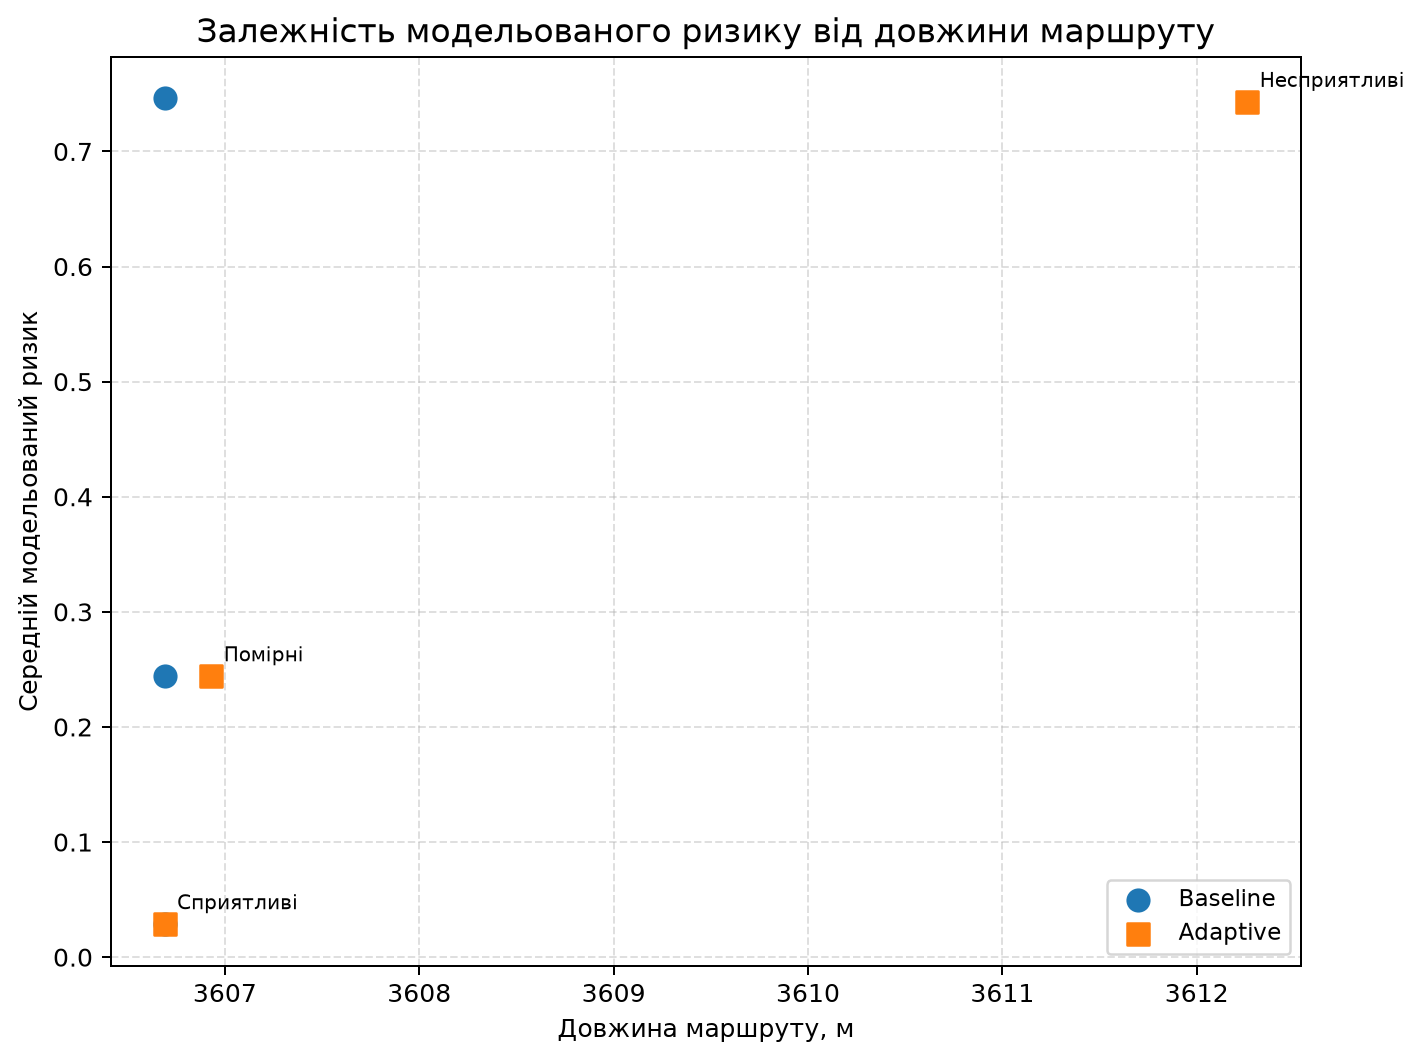 Залежність модельованого ризику від довжини маршруту
Несприятливі
0.7
0.6
0.5
0.4
0.3
0.2
0.1
0.0
Середній модельований ризик
Помірні
Сприятливі
Baseline
Adaptive
3607 3608 3609 3610 3611 3612
Довжина маршруту, м